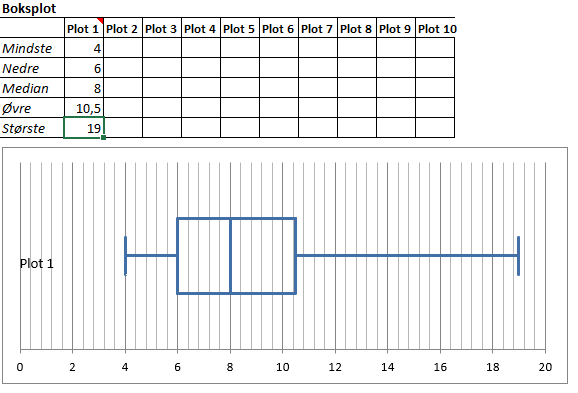 Boksplot
Plot 1 Plot 2 Plot 3 Plot 4 Plot 5 Plot 6 Plot 7 Plot 8 Plot 9 Plot 10
Mindste 4
Nedre 6
Median 8
Øvre 10,5
Største 19
Plot 1
0 2 4 6 8 10 12 14 16 18 20